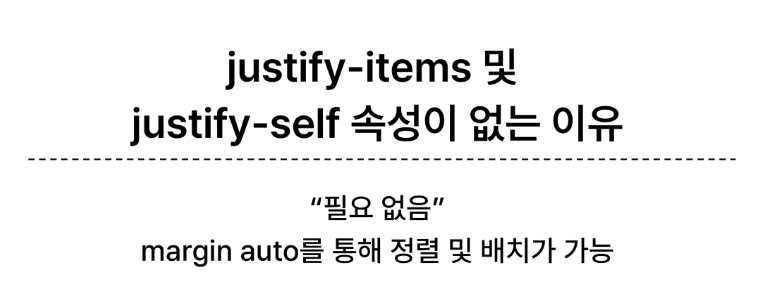 justify-items 및
justify-self 속성이 없는 이유
“필요 없음”
margin auto를 통해 정렬 및 배치가 가능